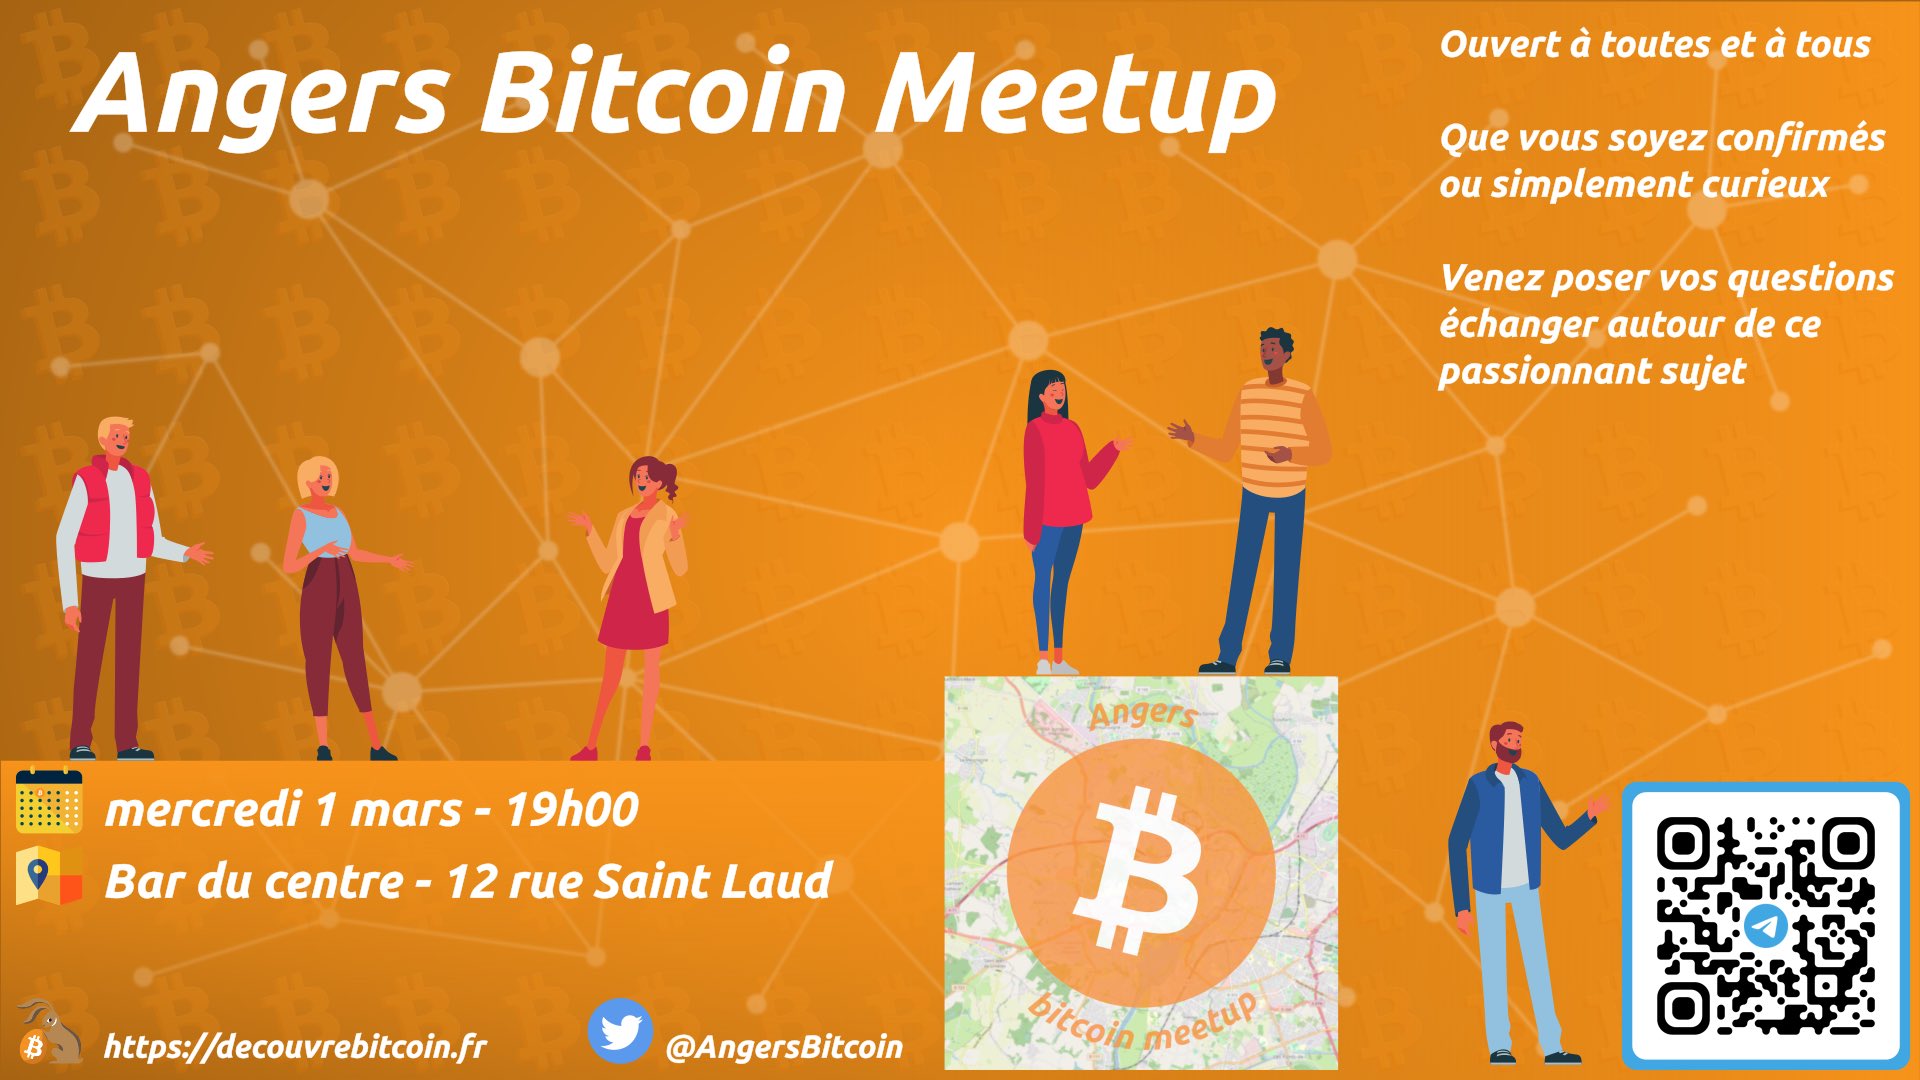 Angers Bitcoin Meetup
Ouvert à toutes et à tous
Que vous soyez confirmés
ou simplement curieux
Venez poser vos questions
échanger autour de ce
passionnant sujet
mercredi 1 mars - 19h00
Bar du centre - 12 rue Saint Laud
https://decouvrebitcoin.fr
@AngersBitcoin
Angers
bitcoin meetup